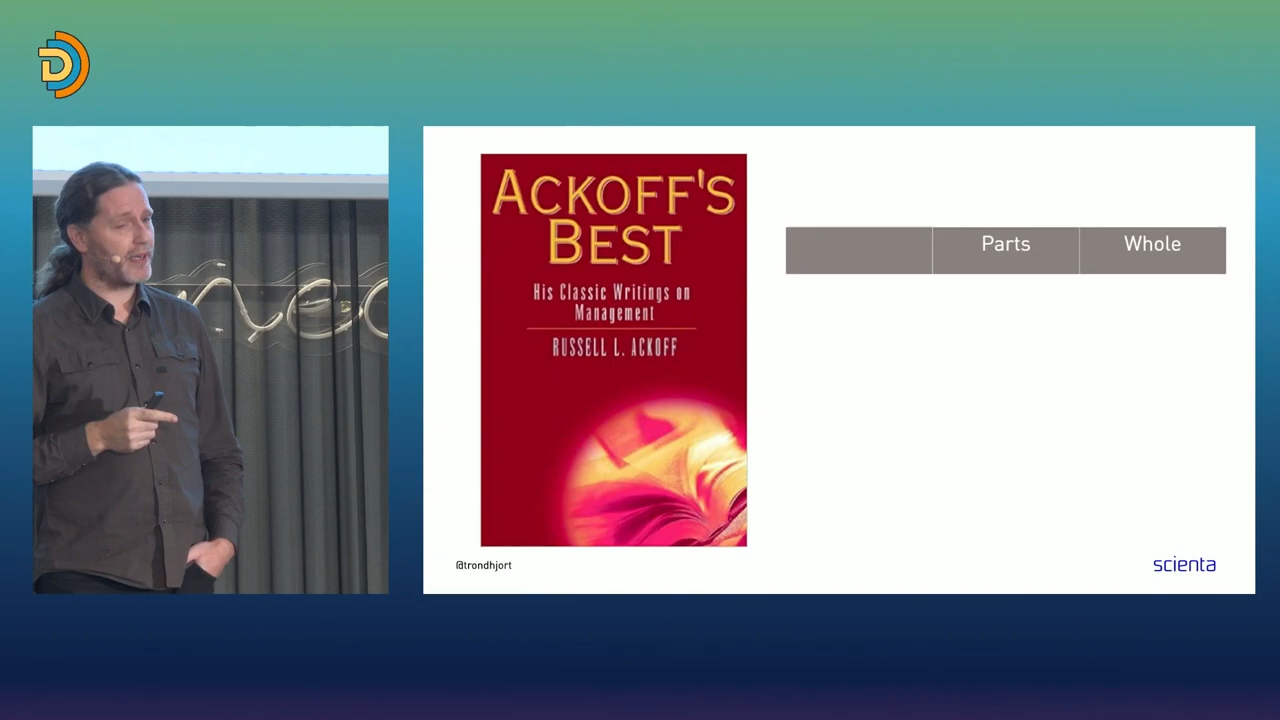 D
ACKOFF'S
BEST
His Classic Writings on
Management
RUSSELL L. ACKOFF
Parts Whole
@trondhjort
scienta